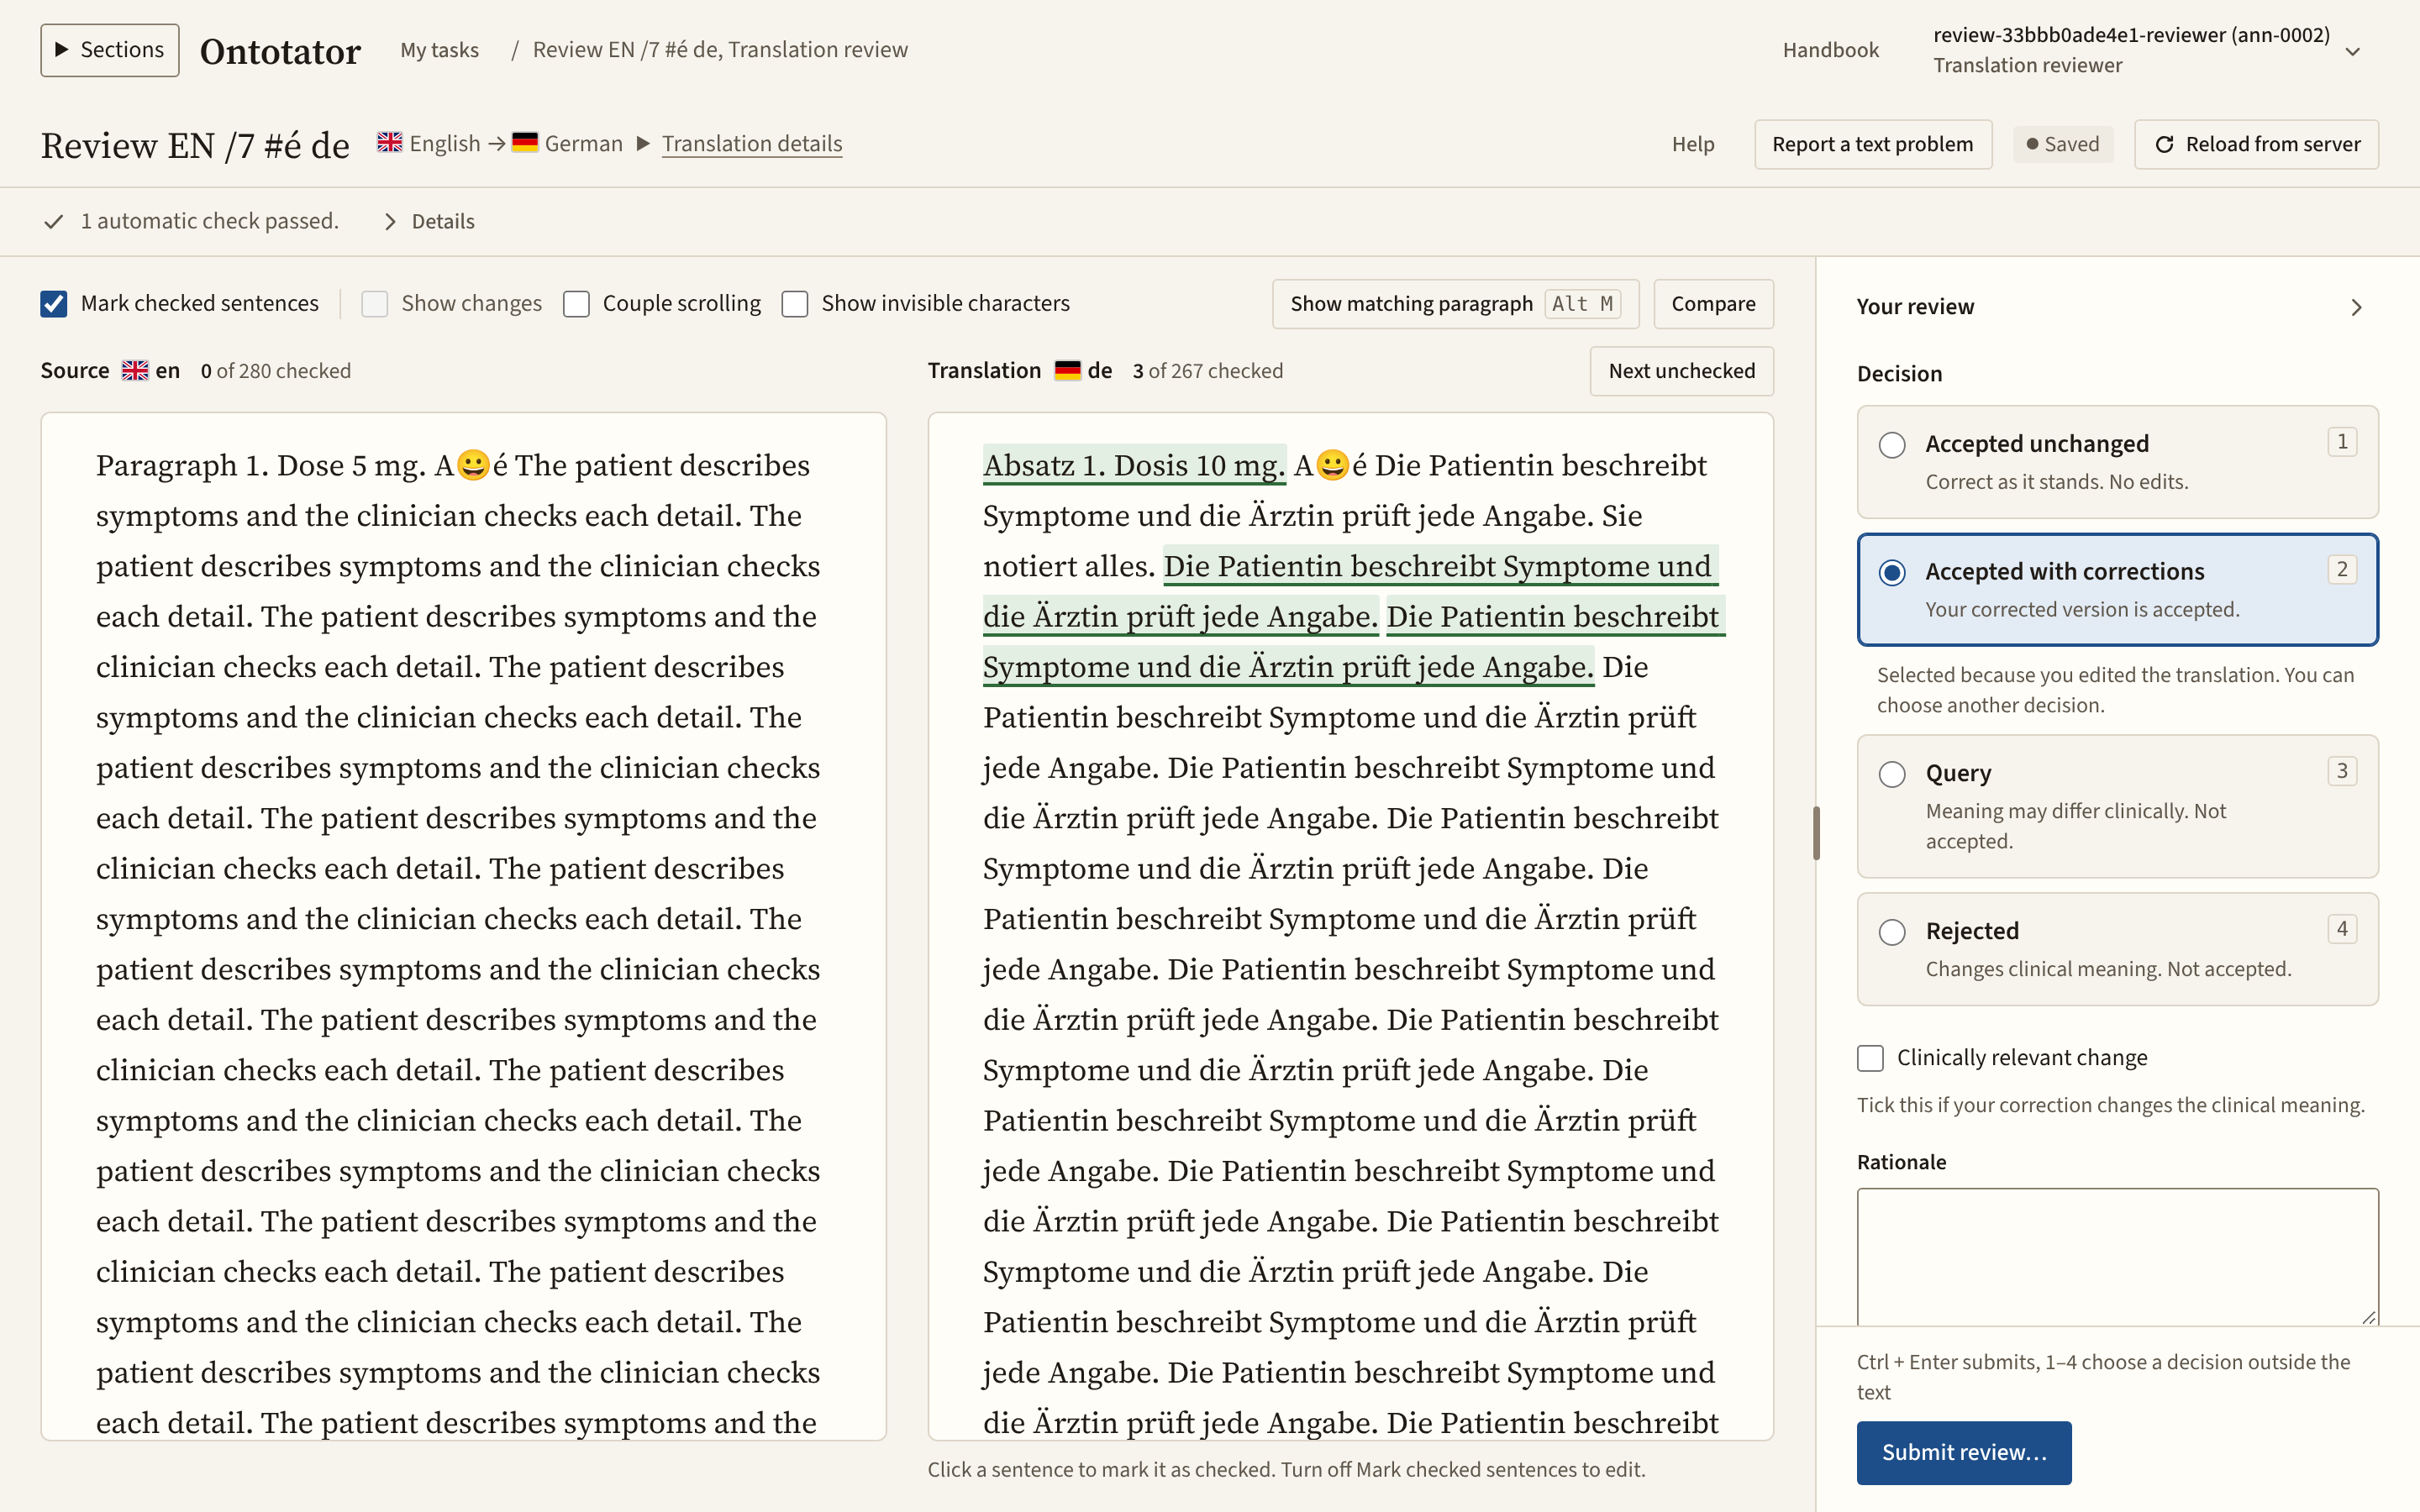 Sections
Ontotator
My tasks / Review EN /7 #é de, Translation review
Handbook
review-33bbb0ade4e1-reviewer (ann-0002)
Translation reviewer
Review EN /7 #é de
English → German
Translation details
Help
Report a text problem
Saved
Reload from server
1 automatic check passed.
Details
Mark checked sentences
Show changes
Couple scrolling
Show invisible characters
Show matching paragraph Alt M
Compare
Source en 0 of 280 checked
Paragraph 1. Dose 5 mg. A😀é The patient describes
symptoms and the clinician checks each detail. The
patient describes symptoms and the clinician checks
each detail. The patient describes symptoms and the
clinician checks each detail. The patient describes
symptoms and the clinician checks each detail. The
patient describes symptoms and the clinician checks
each detail. The patient describes symptoms and the
clinician checks each detail. The patient describes
symptoms and the clinician checks each detail. The
patient describes symptoms and the clinician checks
each detail. The patient describes symptoms and the
clinician checks each detail. The patient describes
symptoms and the clinician checks each detail. The
patient describes symptoms and the clinician checks
each detail. The patient describes symptoms and the
clinician checks each detail. The patient describes
symptoms and the clinician checks each detail. The
patient describes symptoms and the clinician checks
each detail. The patient describes symptoms and the
Translation de 3 of 267 checked
Next unchecked
Absatz 1. Dosis 10 mg. A😀é Die Patientin beschreibt
Symptome und die Ärztin prüft jede Angabe. Sie
notiert alles. Die Patientin beschreibt Symptome und
die Ärztin prüft jede Angabe. Die Patientin beschreibt
Symptome und die Ärztin prüft jede Angabe. Die
Patientin beschreibt Symptome und die Ärztin prüft
jede Angabe. Die Patientin beschreibt Symptome und
die Ärztin prüft jede Angabe. Die Patientin beschreibt
Symptome und die Ärztin prüft jede Angabe. Die
Patientin beschreibt Symptome und die Ärztin prüft
jede Angabe. Die Patientin beschreibt Symptome und
die Ärztin prüft jede Angabe. Die Patientin beschreibt
Symptome und die Ärztin prüft jede Angabe. Die
Patientin beschreibt Symptome und die Ärztin prüft
jede Angabe. Die Patientin beschreibt Symptome und
die Ärztin prüft jede Angabe. Die Patientin beschreibt
Symptome und die Ärztin prüft jede Angabe. Die
Patientin beschreibt Symptome und die Ärztin prüft
jede Angabe. Die Patientin beschreibt Symptome und
die Ärztin prüft jede Angabe. Die Patientin beschreibt
Click a sentence to mark it as checked. Turn off Mark checked sentences to edit.
Your review
Decision
Accepted unchanged 1
Correct as it stands. No edits.
Accepted with corrections 2
Your corrected version is accepted.
Selected because you edited the translation. You can
choose another decision.
Query 3
Meaning may differ clinically. Not
accepted.
Rejected 4
Changes clinical meaning. Not accepted.
Clinically relevant change
Tick this if your correction changes the clinical meaning.
Rationale
Ctrl + Enter submits, 1–4 choose a decision outside the
text
Submit review…